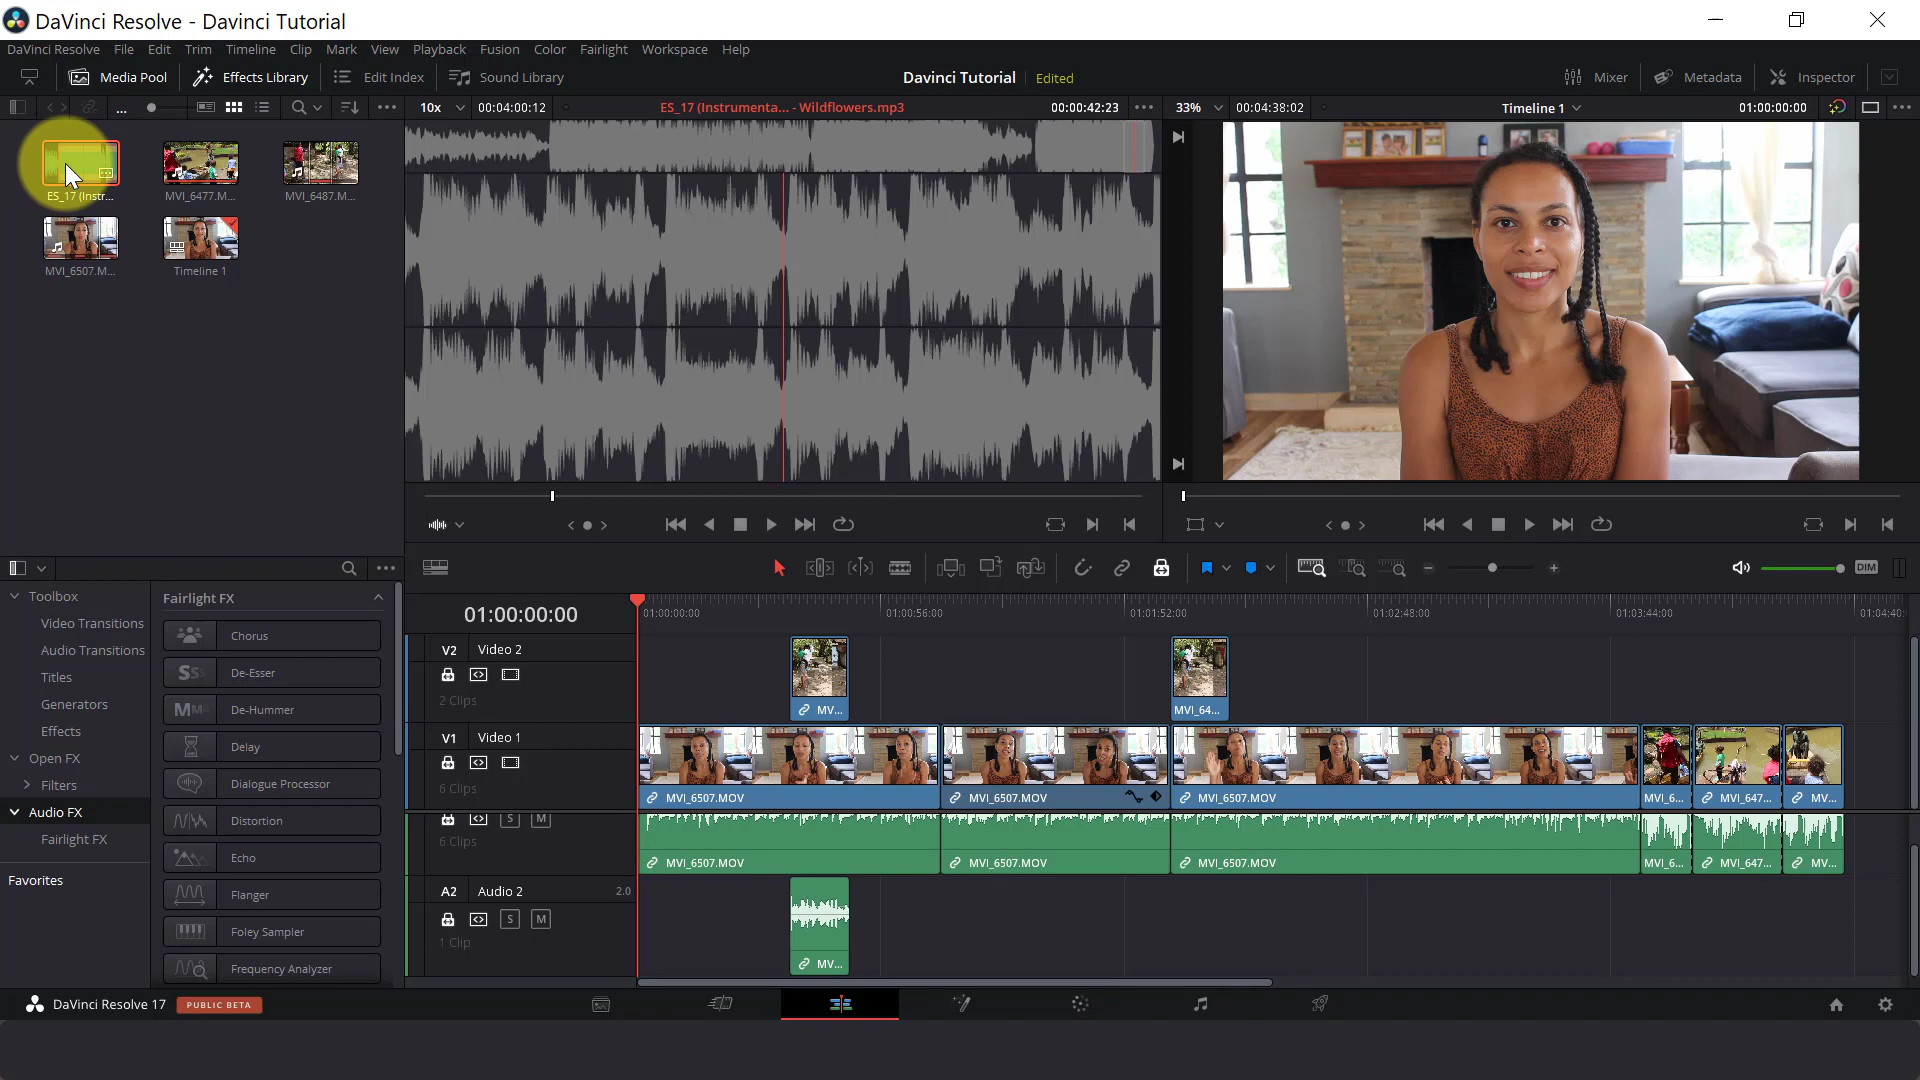 DaVinci Resolve - Davinci Tutorial
DaVinci Resolve File Edit Trim Timeline Clip Mark View Playback Fusion Color Fairlight Workspace Help
Media Pool Effects Library Edit Index Sound Library Davinci Tutorial Edited Mixer Metadata Inspector
... 10x 00:04:00:12 ES_17 (Instrumenta... - Wildflowers.mp3 00:00:42:23 33% 00:04:38:02 Timeline 1 01:00:00:00
ES_17 (Instr... MVI_6477.M... MVI_6487.M...
MVI_6507.M... Timeline 1
DIM
Toolbox
Video Transitions
Audio Transitions
Titles
Generators
Effects
Open FX
Filters
Audio FX
Fairlight FX
Favorites
Fairlight FX
Chorus
De-Esser
De-Hummer
Delay
Dialogue Processor
Distortion
Echo
Flanger
Foley Sampler
Frequency Analyzer
01:00:00:00 01:00:00:00 01:00:56:00 01:01:52:00 01:02:48:00 01:03:44:00 01:04:40:
V2 Video 2
2 Clips MV... MVI_64...
V1 Video 1
6 Clips MVI_6507.MOV MVI_6507.MOV MVI_6507.MOV MVI_6... MVI_647... MV...
S M
6 Clips MVI_6507.MOV MVI_6507.MOV MVI_6507.MOV MVI_6... MVI_647... MV...
A2 Audio 2 2.0
S M
1 Clip MV...
DaVinci Resolve 17 PUBLIC BETA